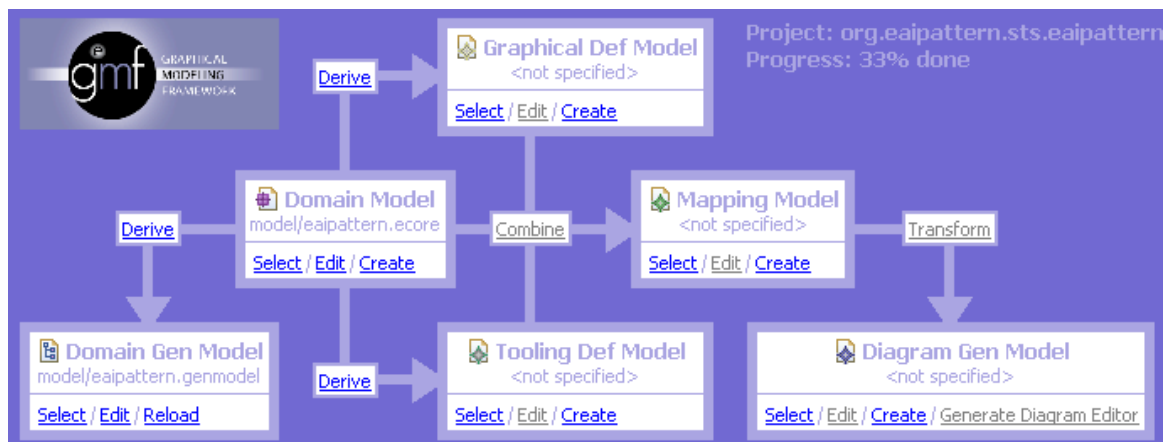 gmf
GRAPHICAL
MODELING
FRAMEWORK
Graphical Def Model
<not specified>
Select / Edit / Create
Project: org.eaipattern.sts.eaipattern
Progress: 33% done
Derive
Domain Model
model/eaipattern.ecore
Select / Edit / Create
Derive
Combine
Mapping Model
<not specified>
Select / Edit / Create
Transform
Domain Gen Model
model/eaipattern.genmodel
Select / Edit / Reload
Derive
Tooling Def Model
<not specified>
Select / Edit / Create
Diagram Gen Model
<not specified>
Select / Edit / Create / Generate Diagram Editor